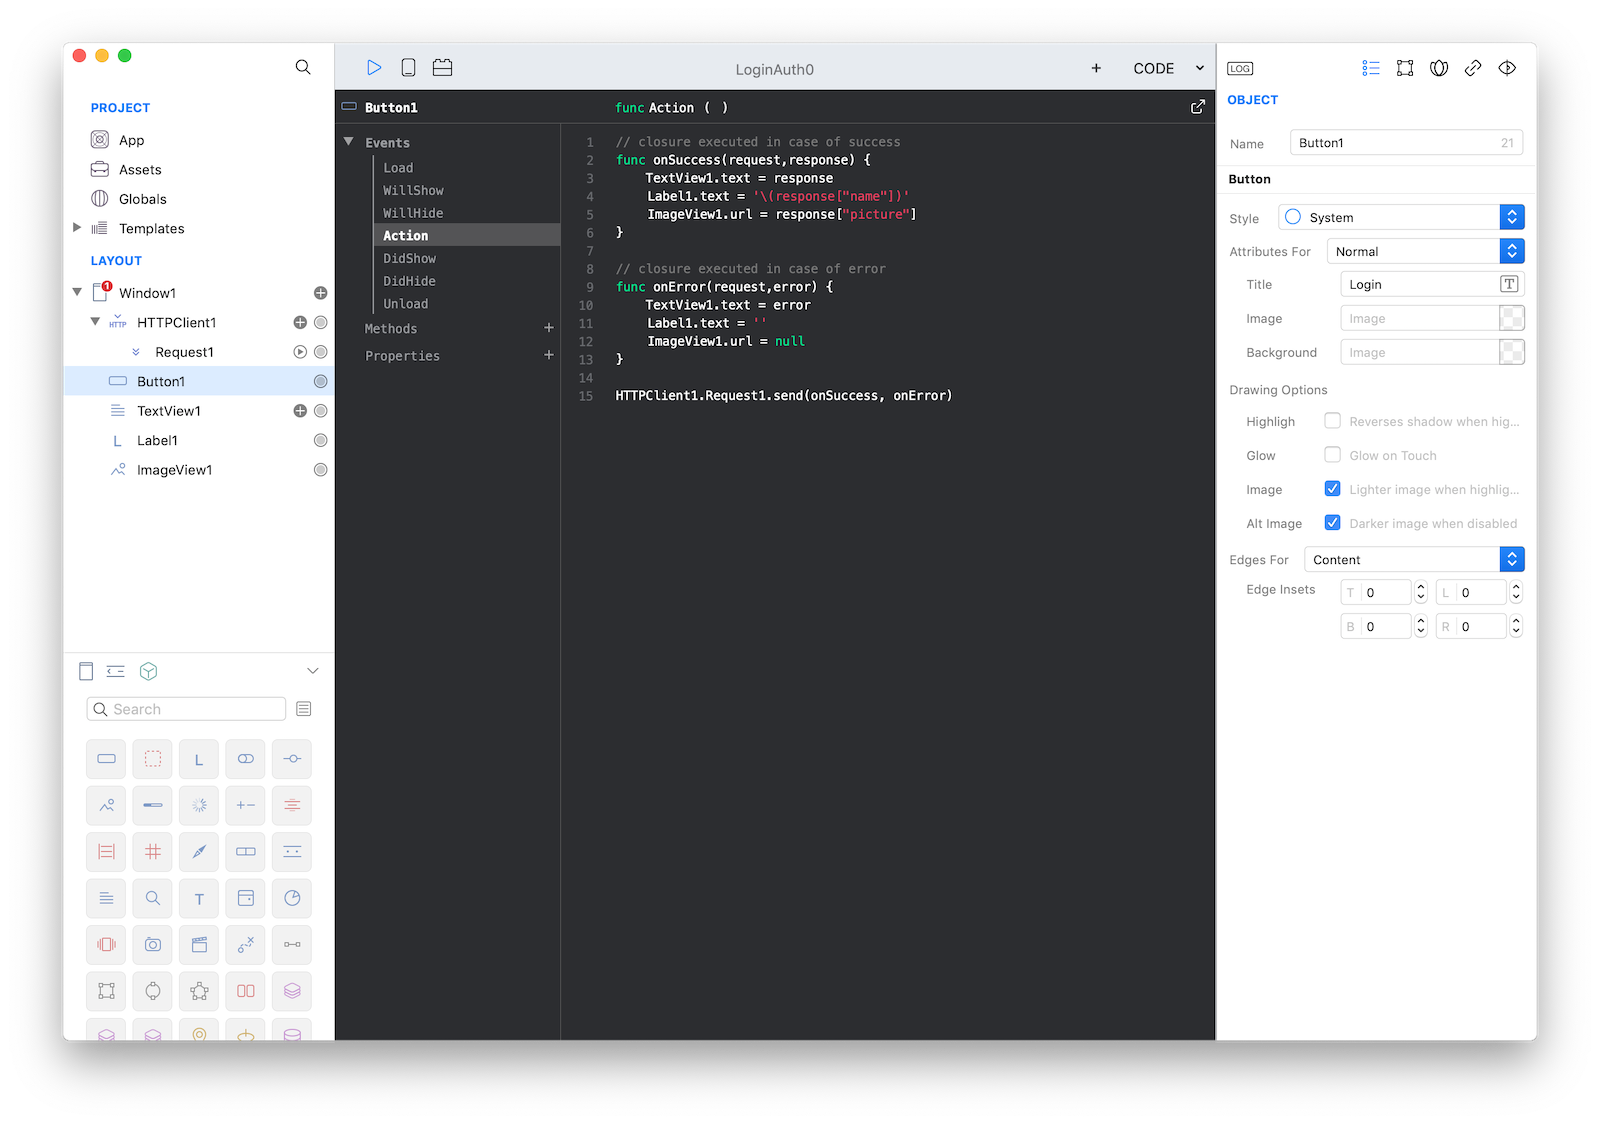 PROJECT
App
Assets
Globals
Templates
LAYOUT
1
Window1
HTTP
HTTPClient1
Request1
Button1
TextView1
L
Label1
ImageView1
Search
L
T
LoginAuth0
+
CODE
Button1
func Action ( )
Events
Load
WillShow
WillHide
Action
DidShow
DidHide
Unload
Methods +
Properties +
1 // closure executed in case of success
2 func onSuccess(request,response) {
3 TextView1.text = response
4 Label1.text = '\(response["name"])'
5 ImageView1.url = response["picture"]
6 }
7
8 // closure executed in case of error
9 func onError(request,error) {
10 TextView1.text = error
11 Label1.text = ''
12 ImageView1.url = null
13 }
14
15 HTTPClient1.Request1.send(onSuccess, onError)
LOG
OBJECT
Name Button1 21
Button
Style System
Attributes For Normal
Title Login T
Image Image
Background Image
Drawing Options
Highligh Reverses shadow when hig...
Glow Glow on Touch
Image Lighter image when highlig...
Alt Image Darker image when disabled
Edges For Content
Edge Insets T 0 L 0
B 0 R 0